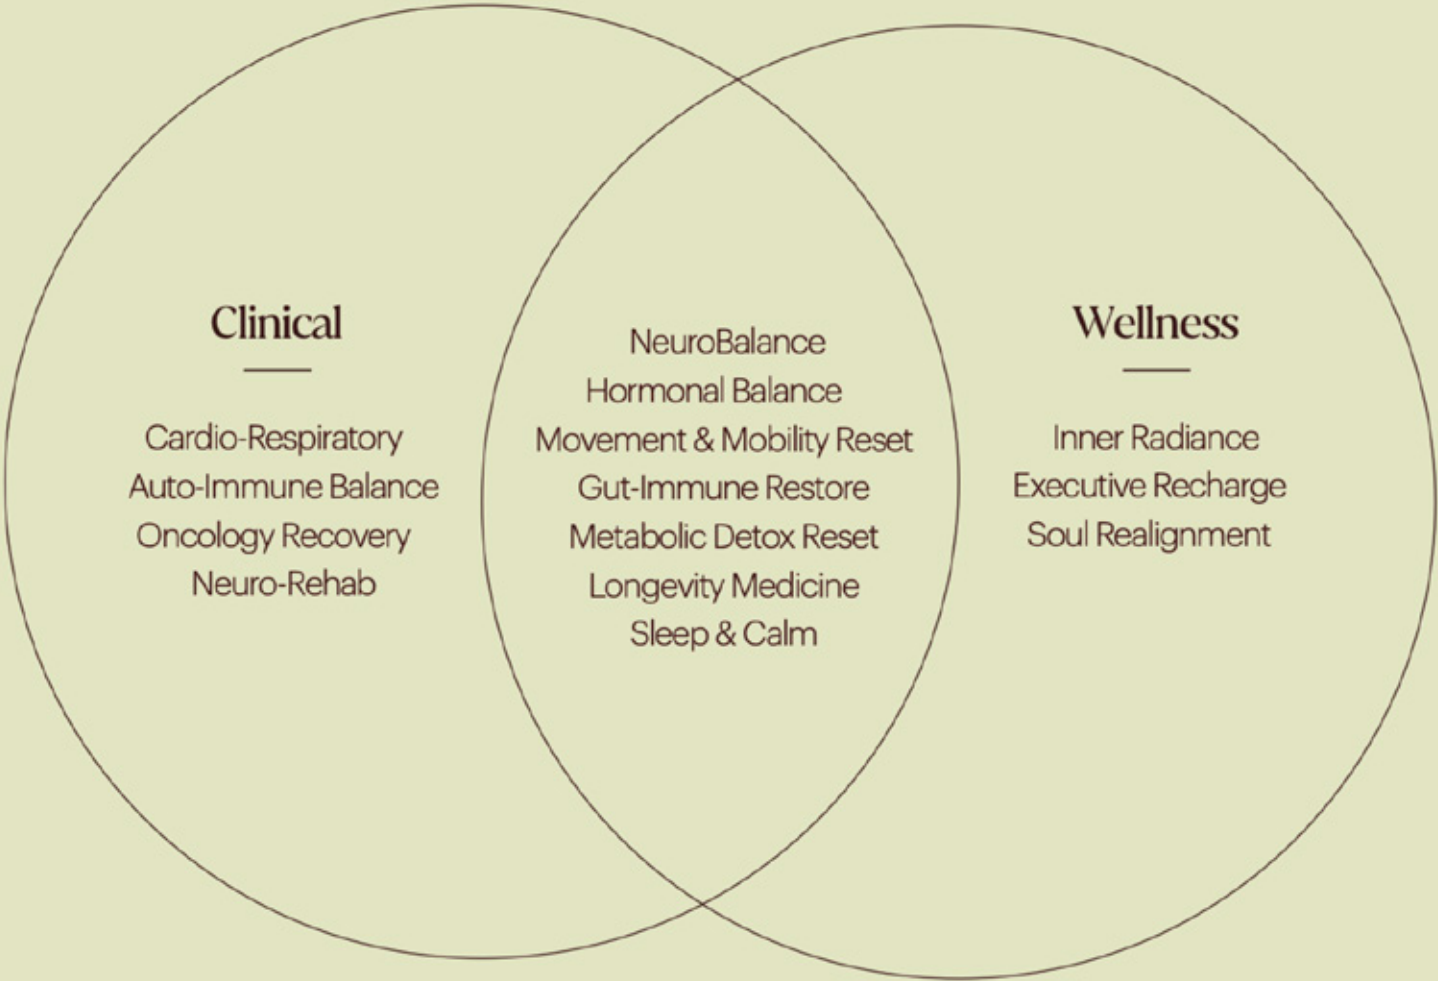 Clinical
Cardio-Respiratory
Auto-Immune Balance
Oncology Recovery
Neuro-Rehab
NeuroBalance
Hormonal Balance
Movement & Mobility Reset
Gut-Immune Restore
Metabolic Detox Reset
Longevity Medicine
Sleep & Calm
Wellness
Inner Radiance
Executive Recharge
Soul Realignment